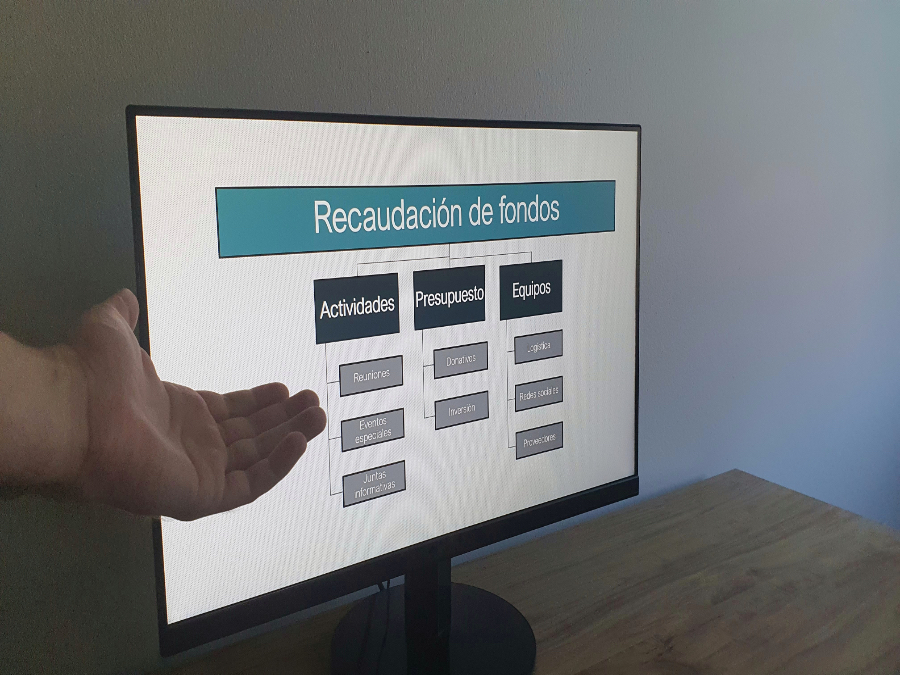 Recaudación de fondos
Actividades
Reuniones
Eventos
especiales
Juntas
informativas
Presupuesto
Donativos
Inversión
Equipos
Logística
Redes sociales
Proveedores